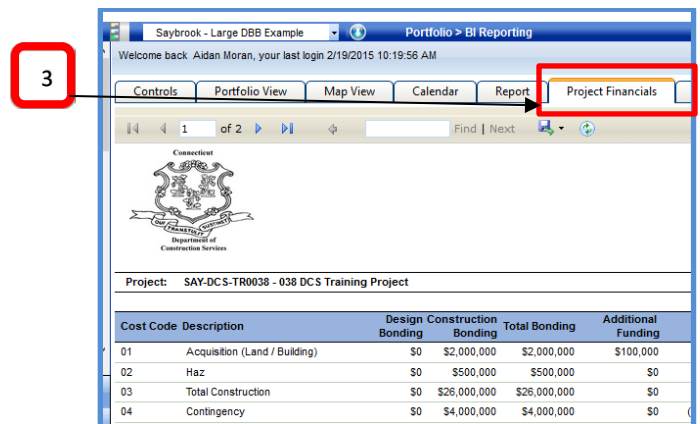 Saybrook - Large DBB Example Portfolio > BI Reporting
Welcome back Aidan Moran, your last login 2/19/2015 10:19:56 AM
3
Controls Portfolio View Map View Calendar Report Project Financials
1 of 2 Find | Next
Connecticut
QUI TRANSTULIT SUSTINET
Department of
Construction Services
Project: SAY-DCS-TR0038 - 038 DCS Training Project
Cost Code Description Design Bonding Construction Bonding Total Bonding Additional Funding
01 Acquisition (Land / Building) $0 $2,000,000 $2,000,000 $100,000
02 Haz $0 $500,000 $500,000 $0
03 Total Construction $0 $26,000,000 $26,000,000 $0
04 Contingency $0 $4,000,000 $4,000,000 $0 (